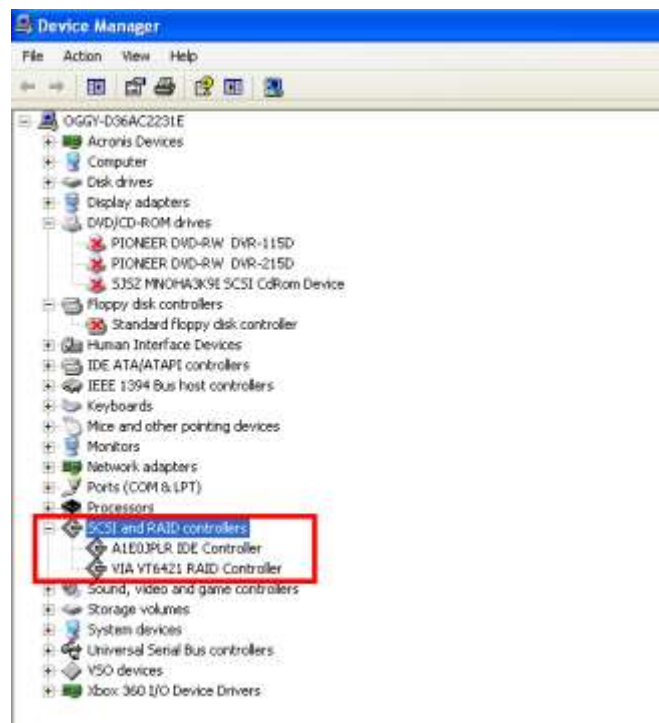 Device Manager
File Action View Help
OGGY-D36AC2231E
Acronis Devices
Computer
Disk drives
Display adapters
DVD/CD-ROM drives
PIONEER DVD-RW DVR-115D
PIONEER DVD-RW DVR-215D
SJSZ MNOHA3K9I SCSI CdRom Device
Floppy disk controllers
Standard floppy disk controller
Human Interface Devices
IDE ATA/ATAPI controllers
IEEE 1394 Bus host controllers
Keyboards
Mice and other pointing devices
Monitors
Network adapters
Ports (COM & LPT)
Processors
SCSI and RAID controllers
A1E0JPLR IDE Controller
VIA VT6421 RAID Controller
Sound, video and game controllers
Storage volumes
System devices
Universal Serial Bus controllers
VSO devices
Xbox 360 I/O Device Drivers